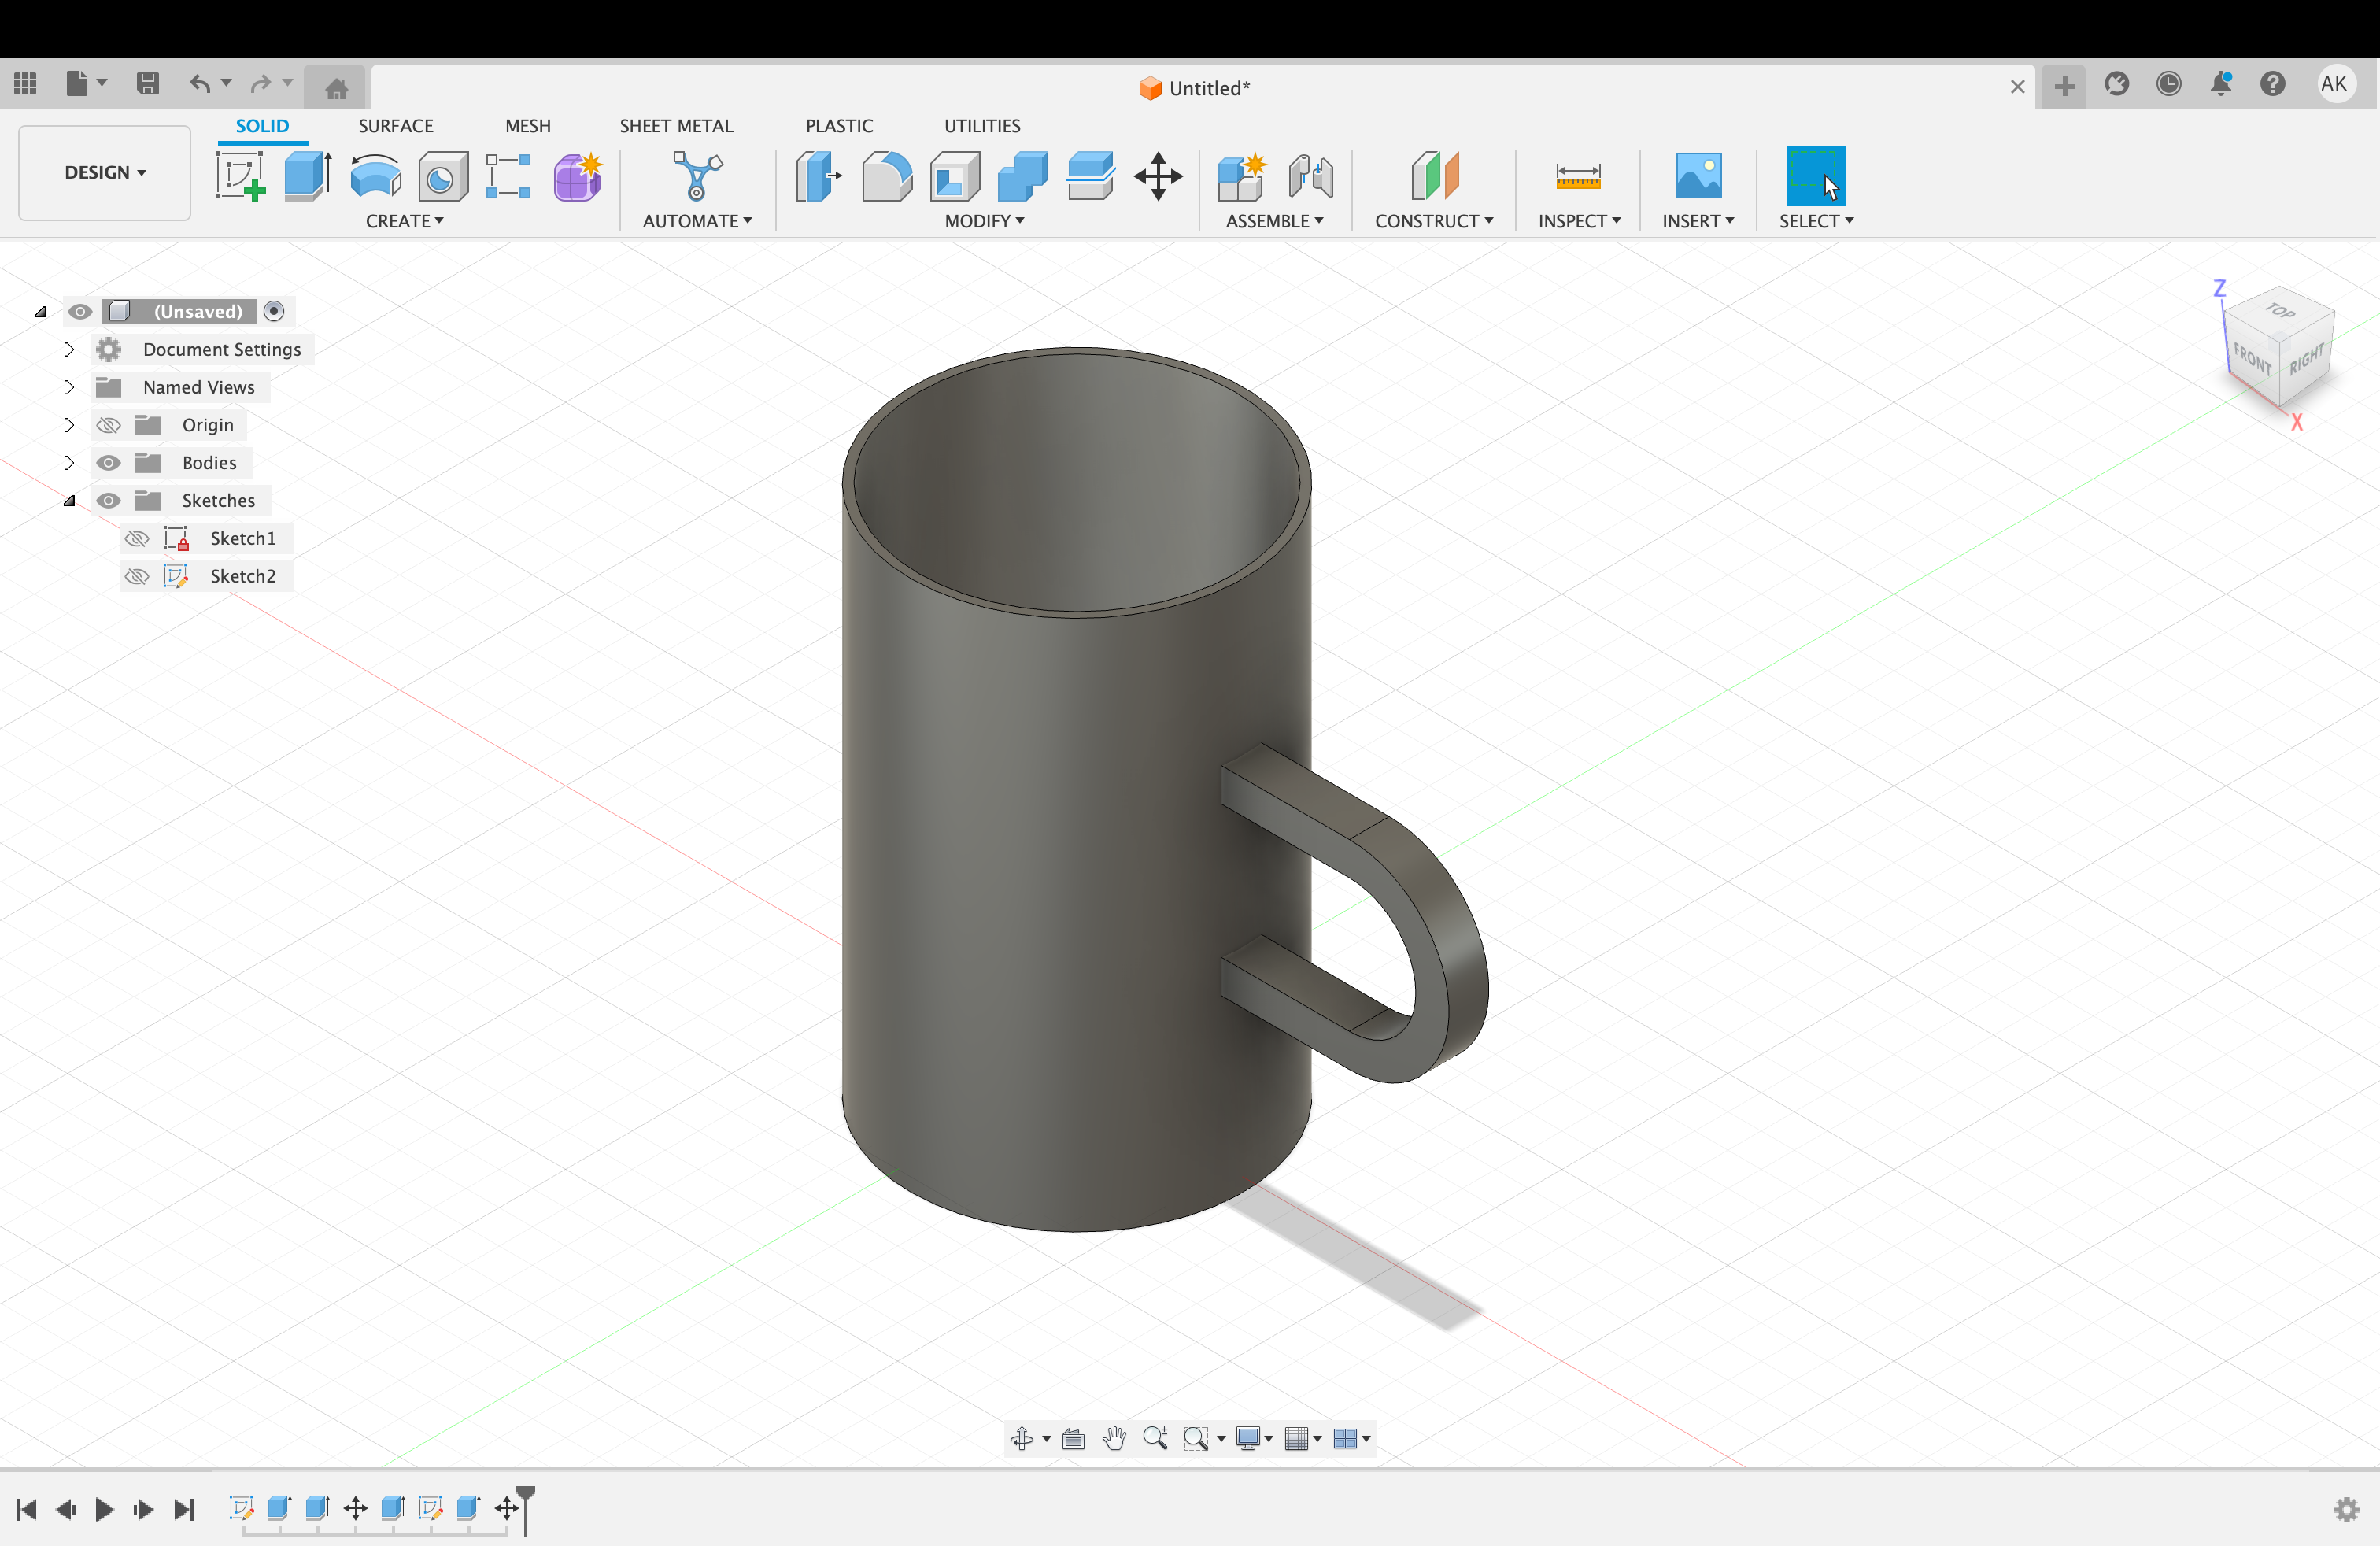 Untitled*
AK
SOLID SURFACE MESH SHEET METAL PLASTIC UTILITIES
DESIGN
CREATE AUTOMATE MODIFY ASSEMBLE CONSTRUCT INSPECT INSERT SELECT
(Unsaved)
Document Settings
Named Views
Origin
Bodies
Sketches
Sketch1
Sketch2
Z
TOP
FRONT RIGHT
X